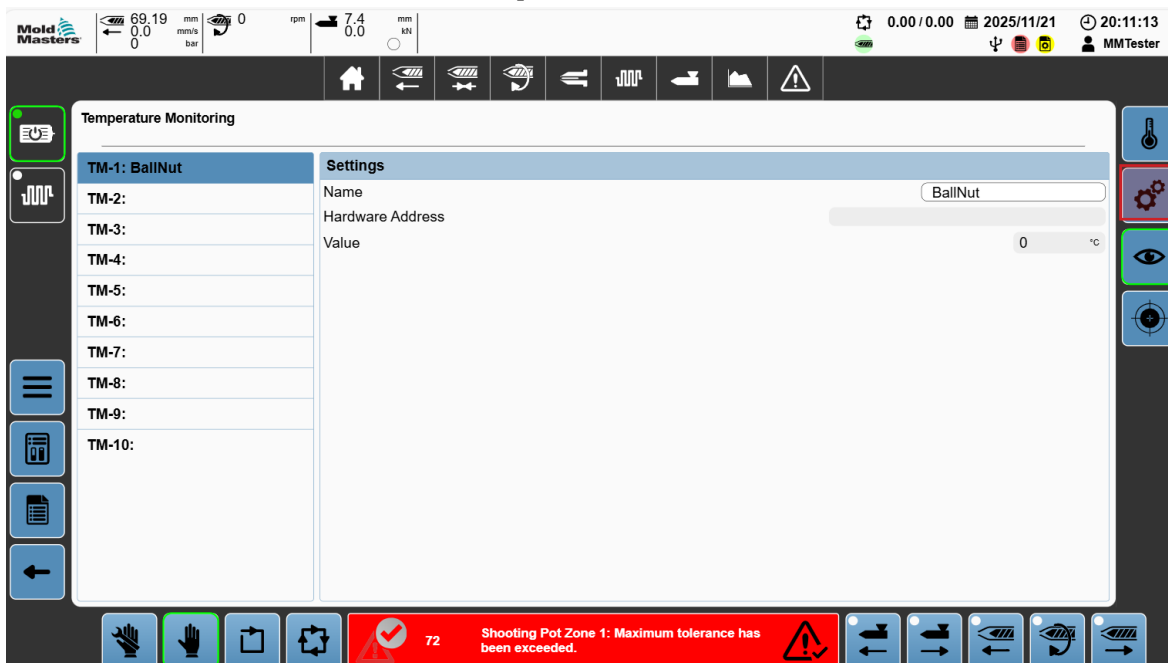 Mold
Masters
69.19 mm
0.0 mm/s
0 bar
0 rpm
7.4 mm
0.0 kN
0.00 / 0.00
2025/11/21
20:11:13
MMTester
Temperature Monitoring
TM-1: BallNut
TM-2:
TM-3:
TM-4:
TM-5:
TM-6:
TM-7:
TM-8:
TM-9:
TM-10:
Settings
Name BallNut
Hardware Address
Value 0 °C
72
Shooting Pot Zone 1: Maximum tolerance has
been exceeded.